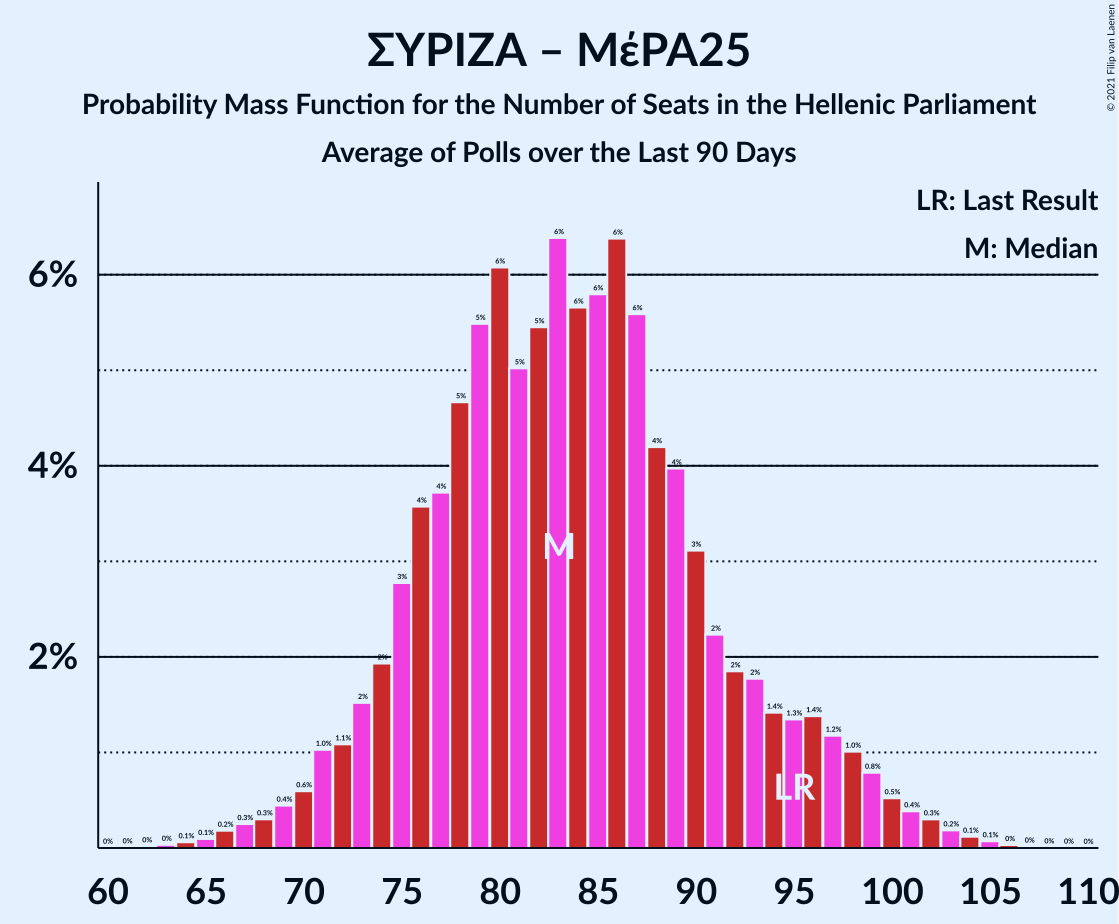 ΣΥΡΙΖΑ – ΜέΡΑ25
Probability Mass Function for the Number of Seats in the Hellenic Parliament
Average of Polls over the Last 90 Days
© 2021 Filip van Laenen
LR: Last Result
M: Median
6%
4%
2%
0% 0% 0% 0% 0.1% 0.1% 0.2% 0.3% 0.3% 0.4% 0.6% 1.0% 1.1% 2% 2% 3% 4% 4% 5% 5% 6% 5% 5% 6% 6% 6% 6% 6% 4% 4% 3% 2% 2% 2% 1.4% 1.3% 1.4% 1.2% 1.0% 0.8% 0.5% 0.4% 0.3% 0.2% 0.1% 0.1% 0% 0% 0% 0% 0%
M
LR
60 65 70 75 80 85 90 95 100 105 110